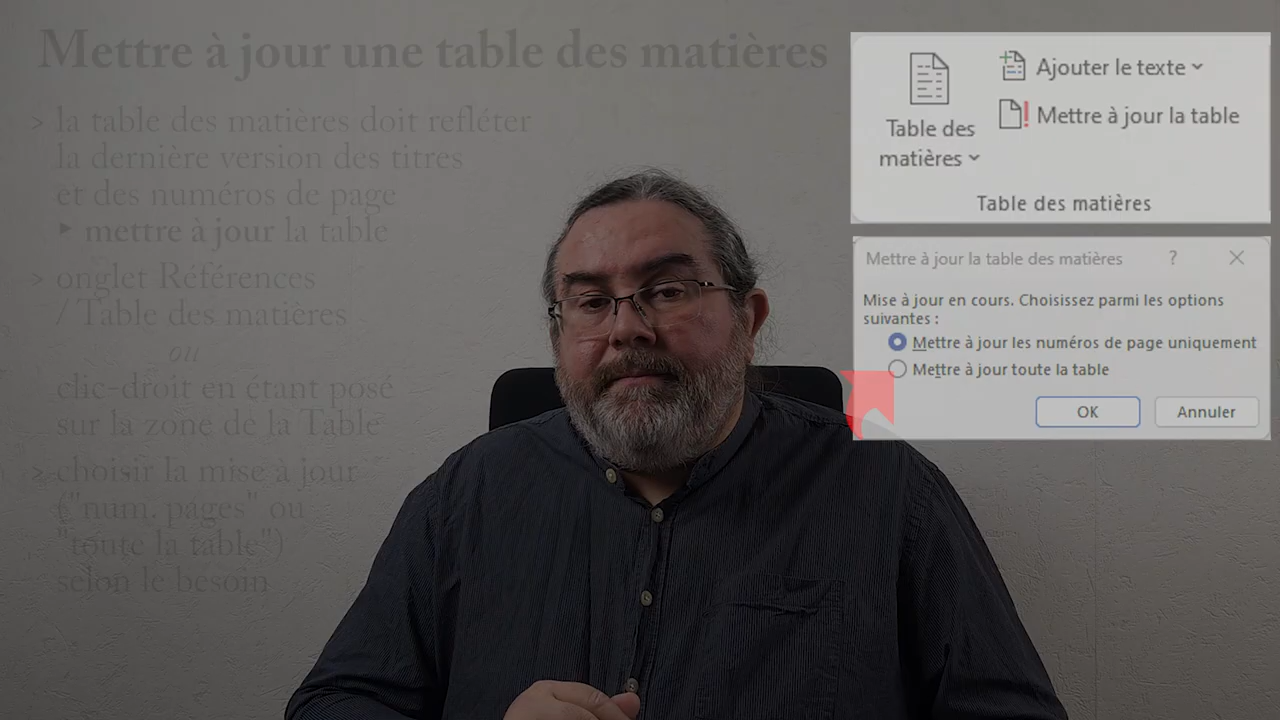 Mettre à jour une table des matières
> la table des matières doit refléter
la dernière version des titres
et des numéros de page
‣ mettre à jour la table
> onglet Références
/ Table des matières
ou
clic-droit en étant posé
sur la zone de la Table
> choisir la mise à jour
("num. pages" ou
"toute la table")
selon le besoin
Ajouter le texte
Mettre à jour la table
Table des
matières
Table des matières
Mettre à jour la table des matières ?
Mise à jour en cours. Choisissez parmi les options
suivantes :
Mettre à jour les numéros de page uniquement
Mettre à jour toute la table
OK Annuler